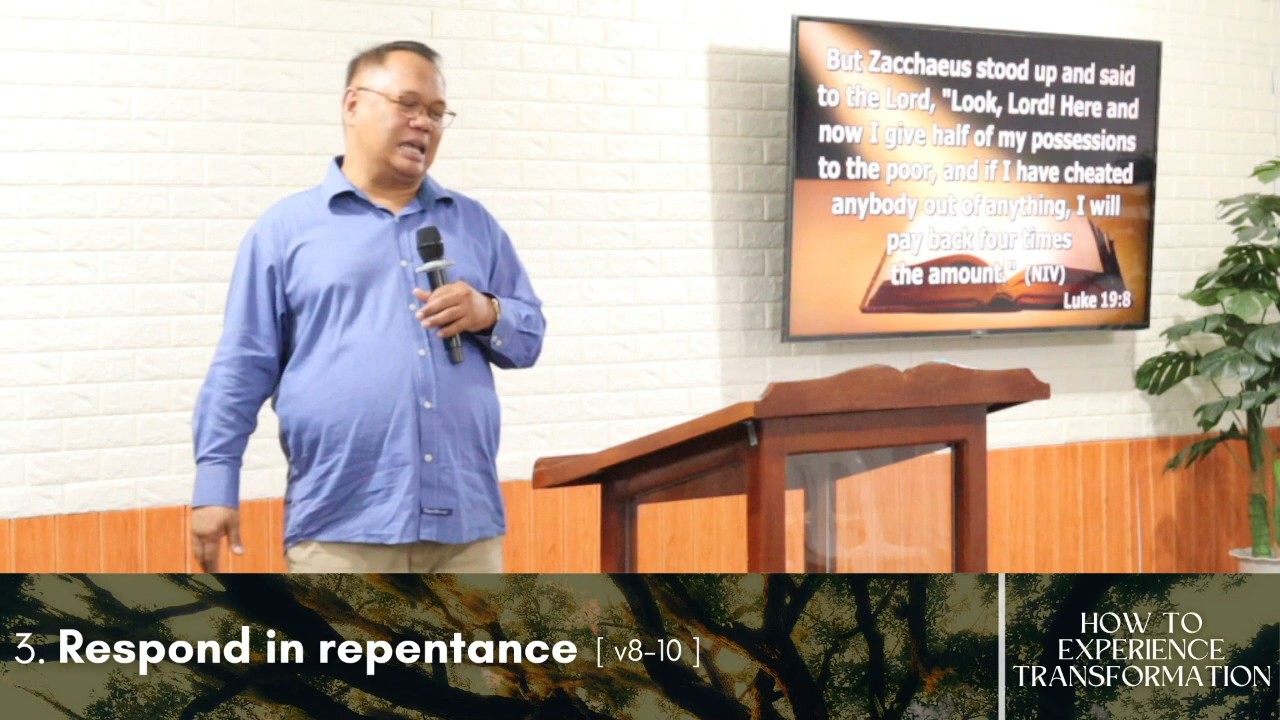 But Zacchaeus stood up and said
to the Lord, "Look, Lord! Here and
now I give half of my possessions
to the poor, and if I have cheated
anybody out of anything, I will
pay back four times
the amount." (NIV)
Luke 19:8
3. Respond in repentance [ v8-10 ]
HOW TO
EXPERIENCE
TRANSFORMATION